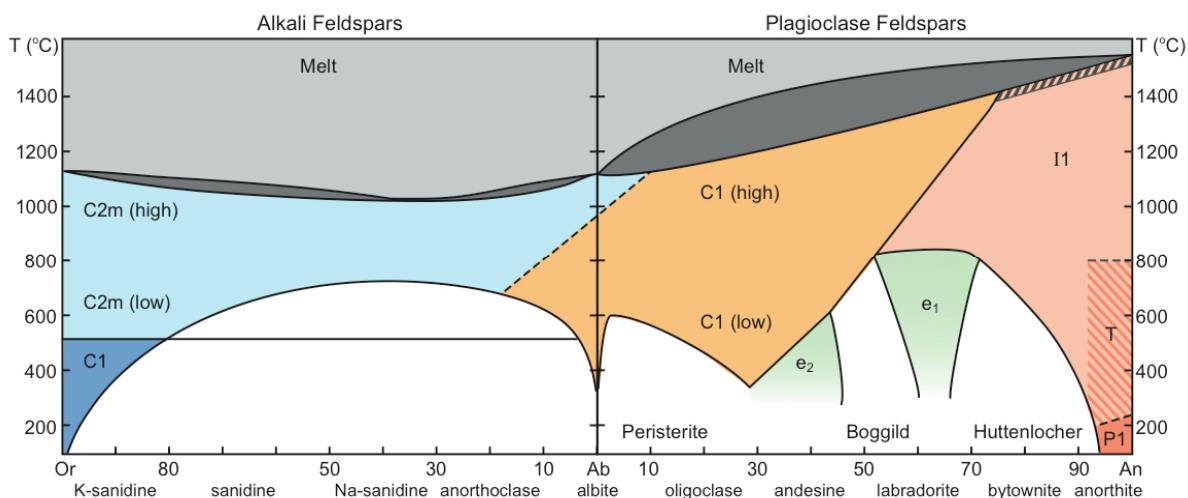 Alkali Feldspars Plagioclase Feldspars
T (°C) T (°C)
Melt Melt
1400 1400
1200 1200
I1
C1 (high)
C2m (high)
1000 1000
800 800
C2m (low)
e1
600 C1 (low) 600
T
C1
e2
400 400
200 Peristerite Boggild Huttenlocher P1 200
Or 80 50 30 10 Ab 10 30 50 70 90 An
K-sanidine sanidine Na-sanidine anorthoclase albite oligoclase andesine labradorite bytownite anorthite